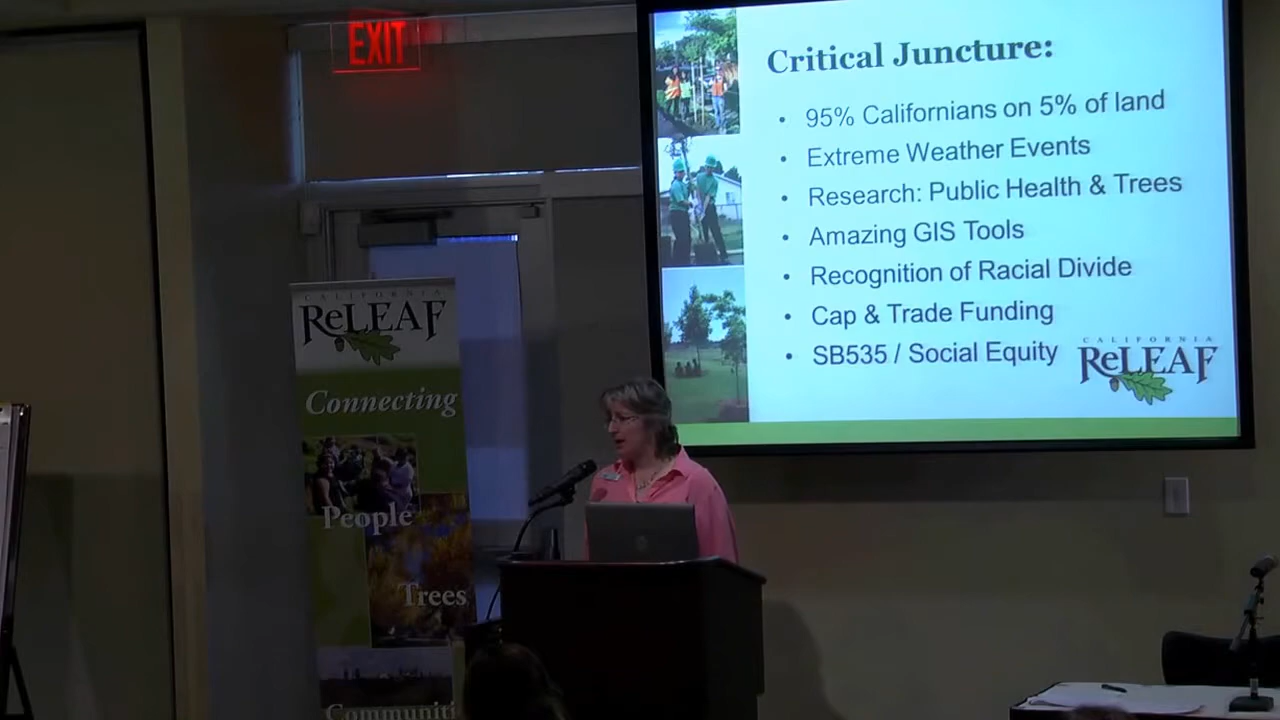 EXIT
Critical Juncture:
• 95% Californians on 5% of land
• Extreme Weather Events
• Research: Public Health & Trees
• Amazing GIS Tools
• Recognition of Racial Divide
• Cap & Trade Funding
• SB535 / Social Equity
CALIFORNIA
ReLEAF
CALIFORNIA
ReLEAF
Connecting
People
Trees
Communiti